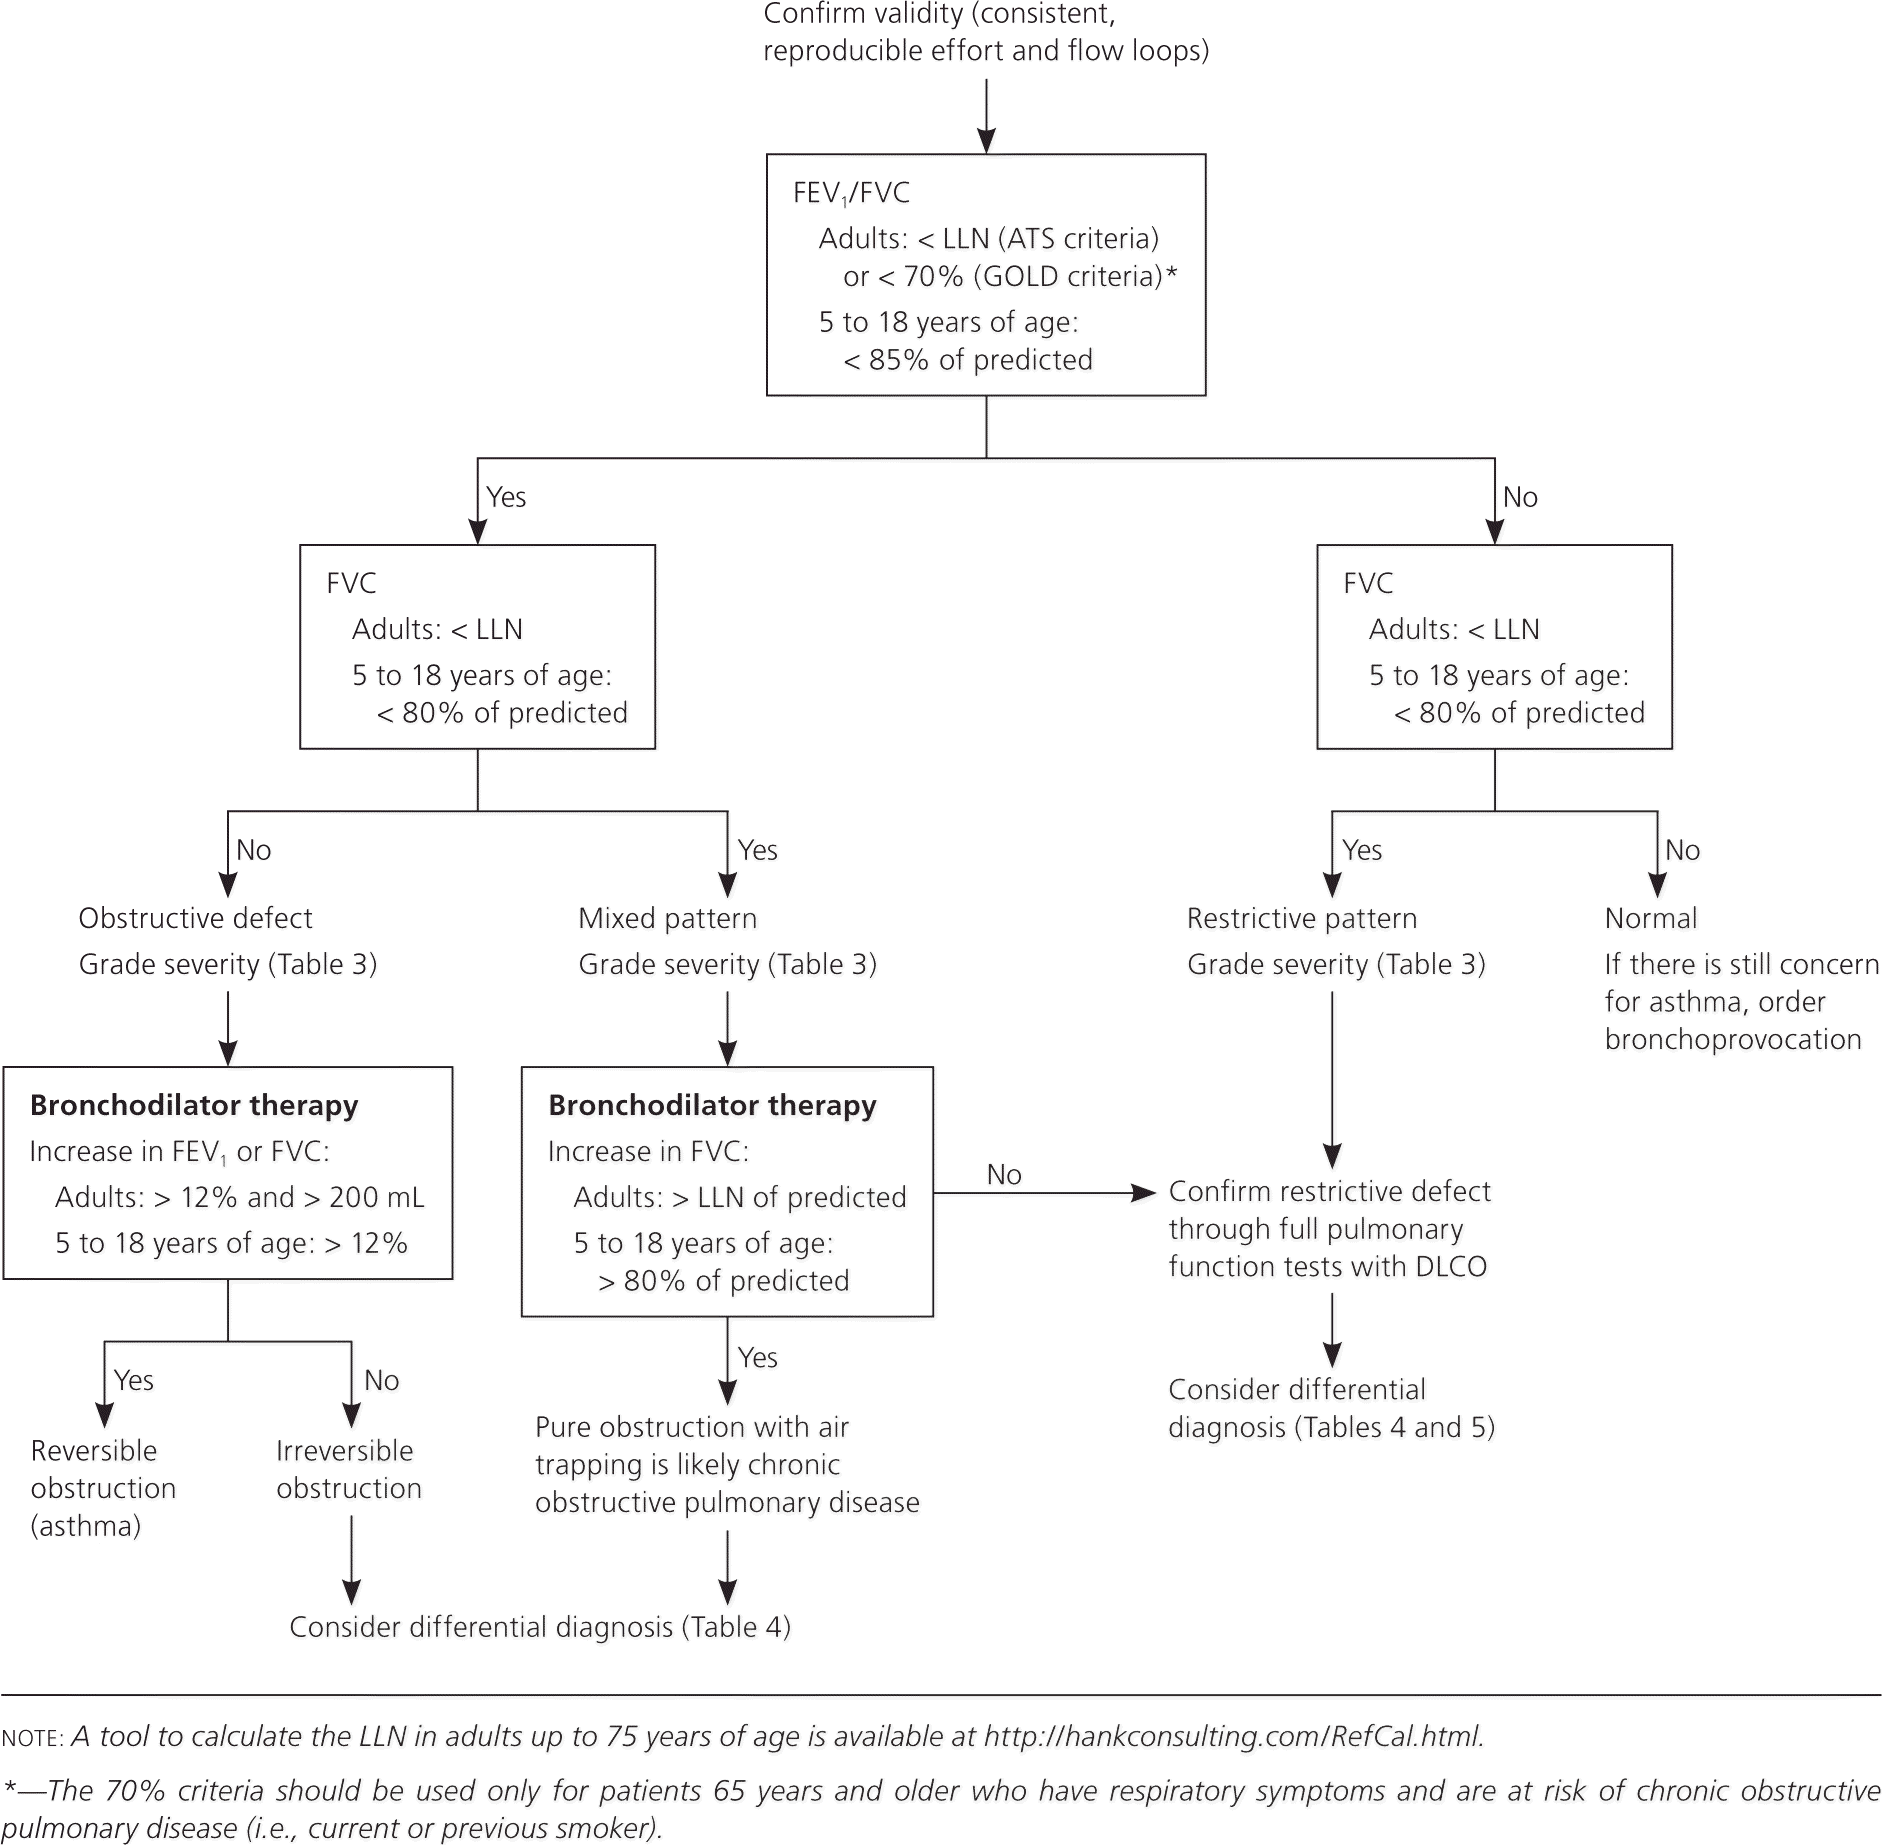 Confirm validity (consistent,
reproducible effort and flow loops)
FEV₁/FVC
Adults: < LLN (ATS criteria)
or < 70% (GOLD criteria)*
5 to 18 years of age:
< 85% of predicted
Yes
No
FVC
Adults: < LLN
5 to 18 years of age:
< 80% of predicted
FVC
Adults: < LLN
5 to 18 years of age:
< 80% of predicted
No
Yes
Yes
No
Obstructive defect
Grade severity (Table 3)
Mixed pattern
Grade severity (Table 3)
Restrictive pattern
Grade severity (Table 3)
Normal
If there is still concern
for asthma, order
bronchoprovocation
Bronchodilator therapy
Increase in FEV₁ or FVC:
Adults: > 12% and > 200 mL
5 to 18 years of age: > 12%
Bronchodilator therapy
Increase in FVC:
Adults: > LLN of predicted
5 to 18 years of age:
> 80% of predicted
No
Confirm restrictive defect
through full pulmonary
function tests with DLCO
Yes
No
Yes
Reversible
obstruction
(asthma)
Irreversible
obstruction
Pure obstruction with air
trapping is likely chronic
obstructive pulmonary disease
Consider differential
diagnosis (Tables 4 and 5)
Consider differential diagnosis (Table 4)
NOTE: A tool to calculate the LLN in adults up to 75 years of age is available at http://hankconsulting.com/RefCal.html.
*—The 70% criteria should be used only for patients 65 years and older who have respiratory symptoms and are at risk of chronic obstructive
pulmonary disease (i.e., current or previous smoker).